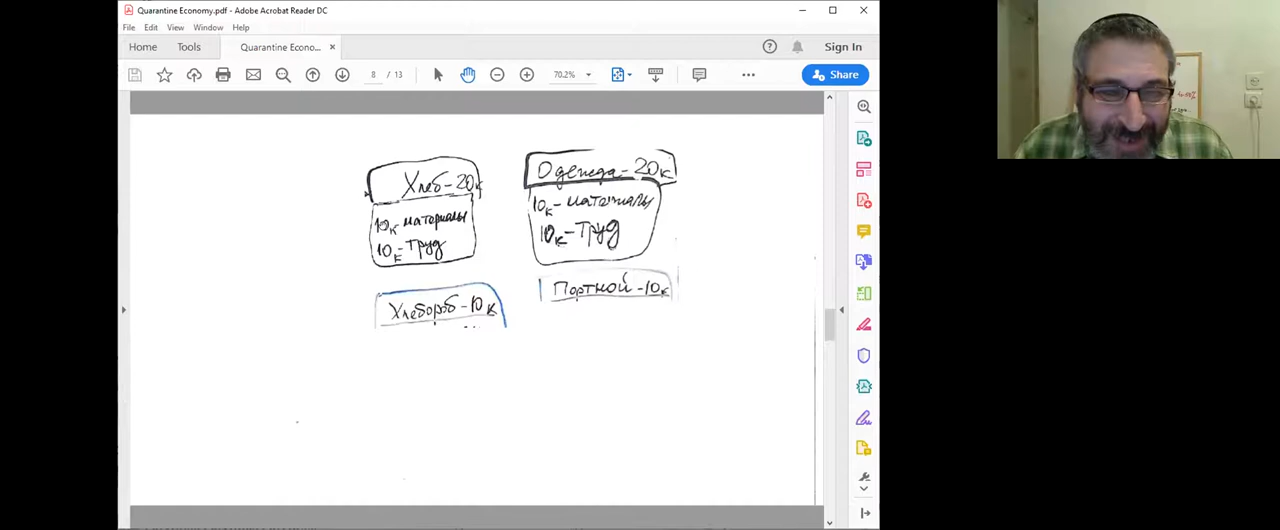 Quarantine Economy.pdf - Adobe Acrobat Reader DC
File Edit View Window Help
Home Tools Quarantine Econo... × Sign In
8 / 13 70.2% Share
Хлеб-20к
10к материалы
10к-Труд
Одежда-20к
10к-материалы
10к-Труд
Хлебороб-10к
Портной-10к